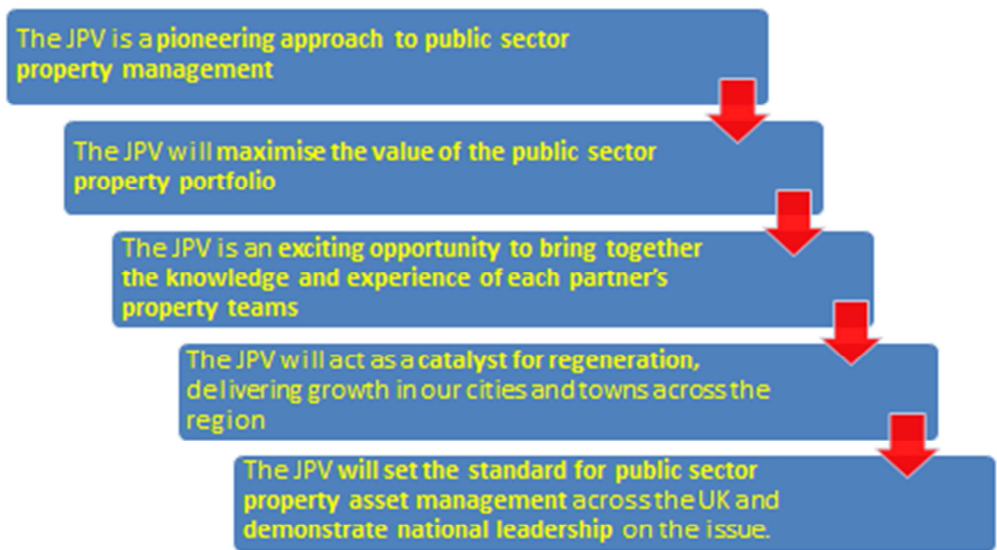 The JPV is a pioneering approach to public sector
property management
The JPV will maximise the value of the public sector
property portfolio
The JPV is an exciting opportunity to bring together
the knowledge and experience of each partner's
property teams
The JPV will act as a catalyst for regeneration,
delivering growth in our cities and towns across the
region
The JPV will set the standard for public sector
property asset management across the UK and
demonstrate national leadership on the issue.